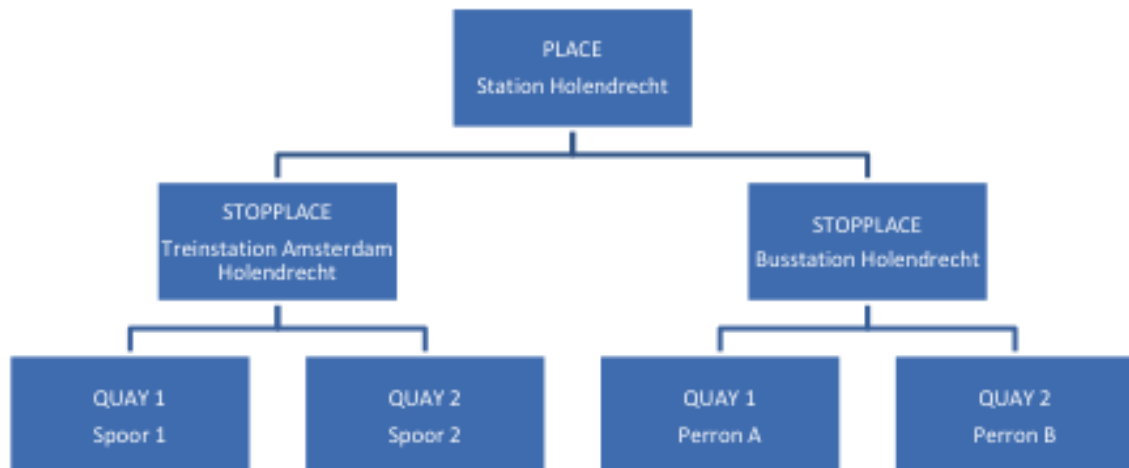 PLACE
Station Holendrecht
STOPPLACE
Treinstation Amsterdam
Holendrecht
STOPPLACE
Busstation Holendrecht
QUAY 1
Spoor 1
QUAY 2
Spoor 2
QUAY 1
Perron A
QUAY 2
Perron B